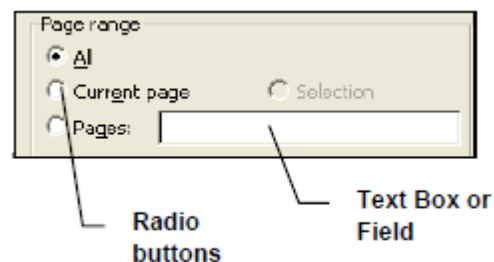 Page range
All
Current page Selection
Pages:
Text Box or
Field
Radio
buttons